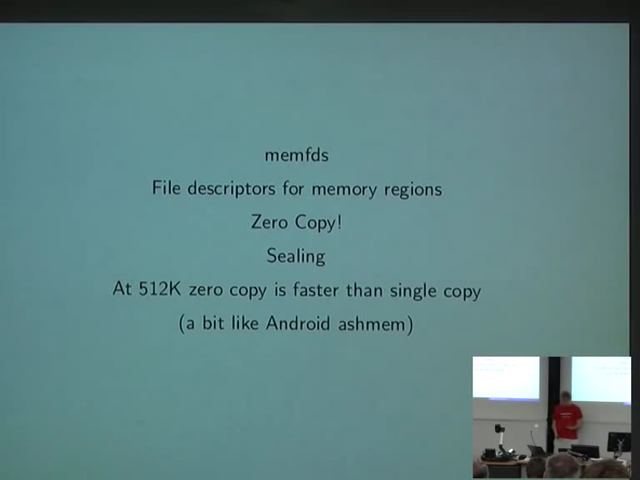 memfds
File descriptors for memory regions
Zero Copy!
Sealing
At 512K zero copy is faster than single copy
(a bit like Android ashmem)